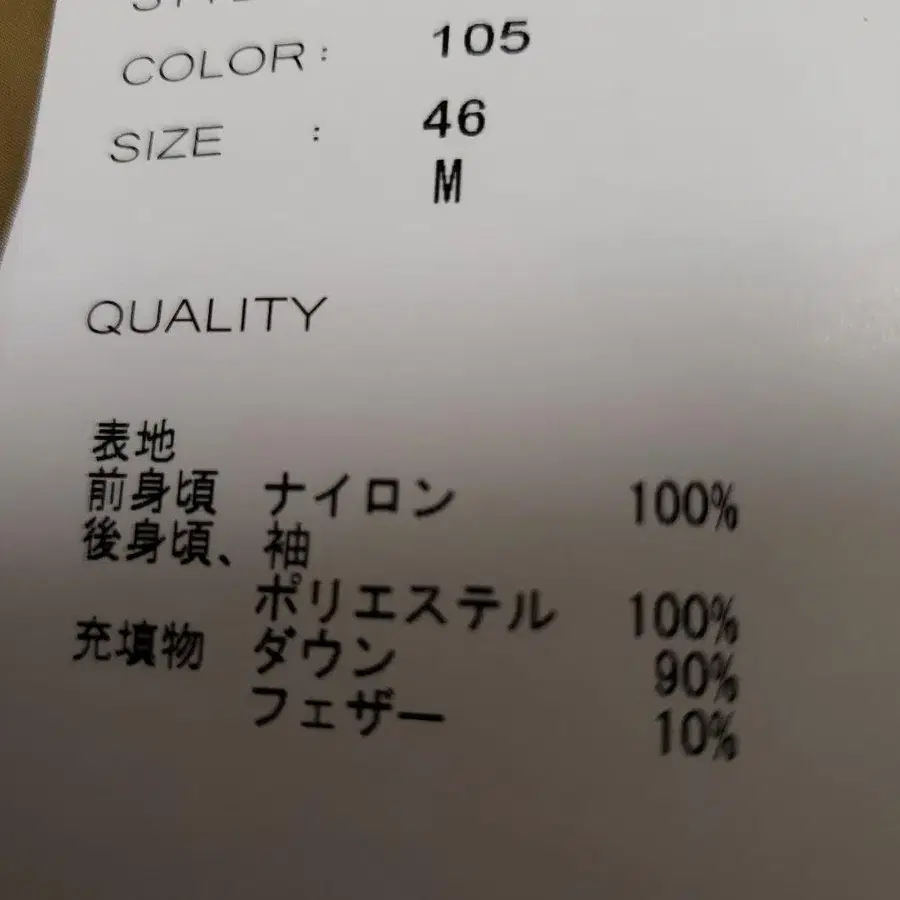 COLOR: 105
SIZE : 46
M
QUALITY
表地
前身頃 ナイロン 100%
後身頃、袖
ポリエステル 100%
充填物 ダウン 90%
フェザー 10%